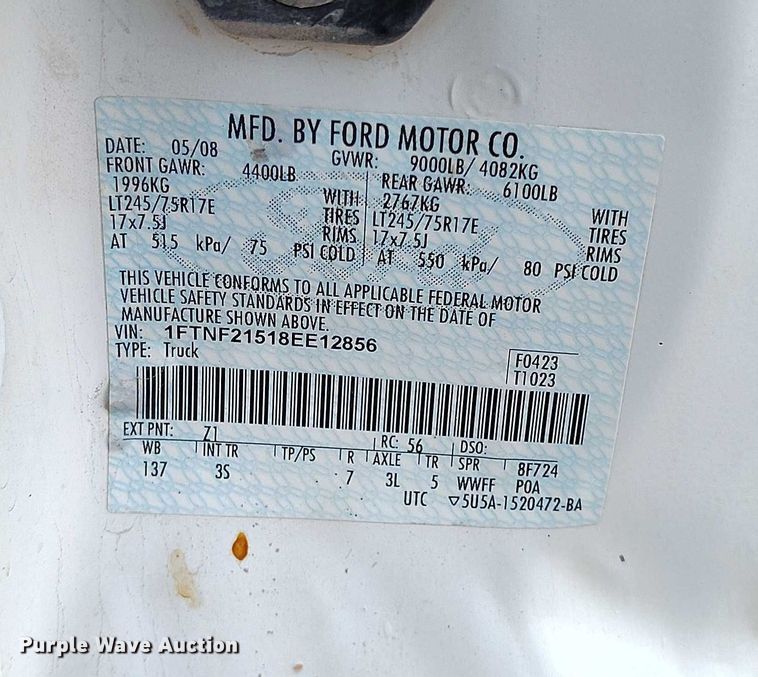 MFD. BY FORD MOTOR CO.
DATE: 05/08 GVWR: 9000LB/ 4082KG
FRONT GAWR: 4400LB REAR GAWR: 6100LB
1996KG WITH 2767KG WITH
LT245/75R17E TIRES LT245/75R17E TIRES
17x7.5J RIMS 17x7.5J RIMS
AT 515 kPa/ 75 PSI COLD AT 550 kPa/ 80 PSI COLD
THIS VEHICLE CONFORMS TO ALL APPLICABLE FEDERAL MOTOR
VEHICLE SAFETY STANDARDS IN EFFECT ON THE DATE OF
MANUFACTURE SHOWN ABOVE.
VIN: 1FTNF21518EE12856
TYPE: Truck
F0423
T1023
EXT PNT: Z1 RC: 56 DSO:
WB INT TR TP/PS R AXLE TR SPR 8F724
137 3S 7 3L 5 WWFF POA
UTC ▽5U5A-1520472-BA
Purple Wave Auction